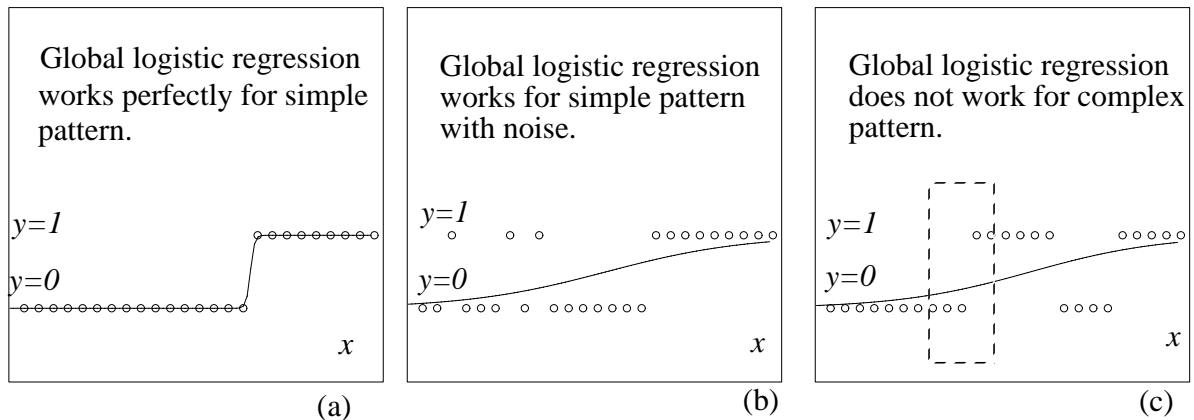 Global logistic regression
works perfectly for simple
pattern.
y=1
y=0
x
(a)
Global logistic regression
works for simple pattern
with noise.
y=1
y=0
x
(b)
Global logistic regression
does not work for complex
pattern.
y=1
y=0
x
(c)